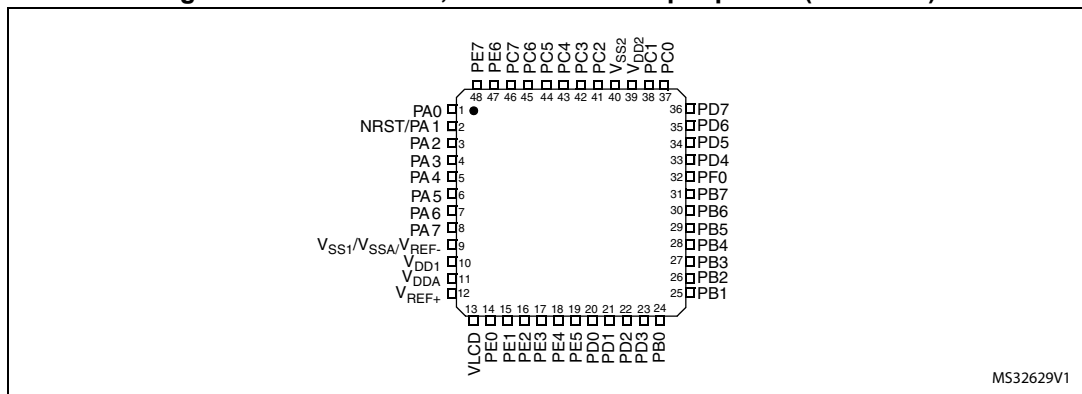 PE7 PE6 PC7 PC6 PC5 PC4 PC3 PC2 VSS2 VDD2 PC1 PC0
48 47 46 45 44 43 42 41 40 39 38 37
PA0 1
NRST/PA1 2
PA2 3
PA3 4
PA4 5
PA5 6
PA6 7
PA7 8
VSS1/VSSA/VREF- 9
VDD1 10
VDDA 11
VREF+ 12
36 PD7
35 PD6
34 PD5
33 PD4
32 PF0
31 PB7
30 PB6
29 PB5
28 PB4
27 PB3
26 PB2
25 PB1
13 14 15 16 17 18 19 20 21 22 23 24
VLCD PE0 PE1 PE2 PE3 PE4 PE5 PD0 PD1 PD2 PD3 PB0
MS32629V1